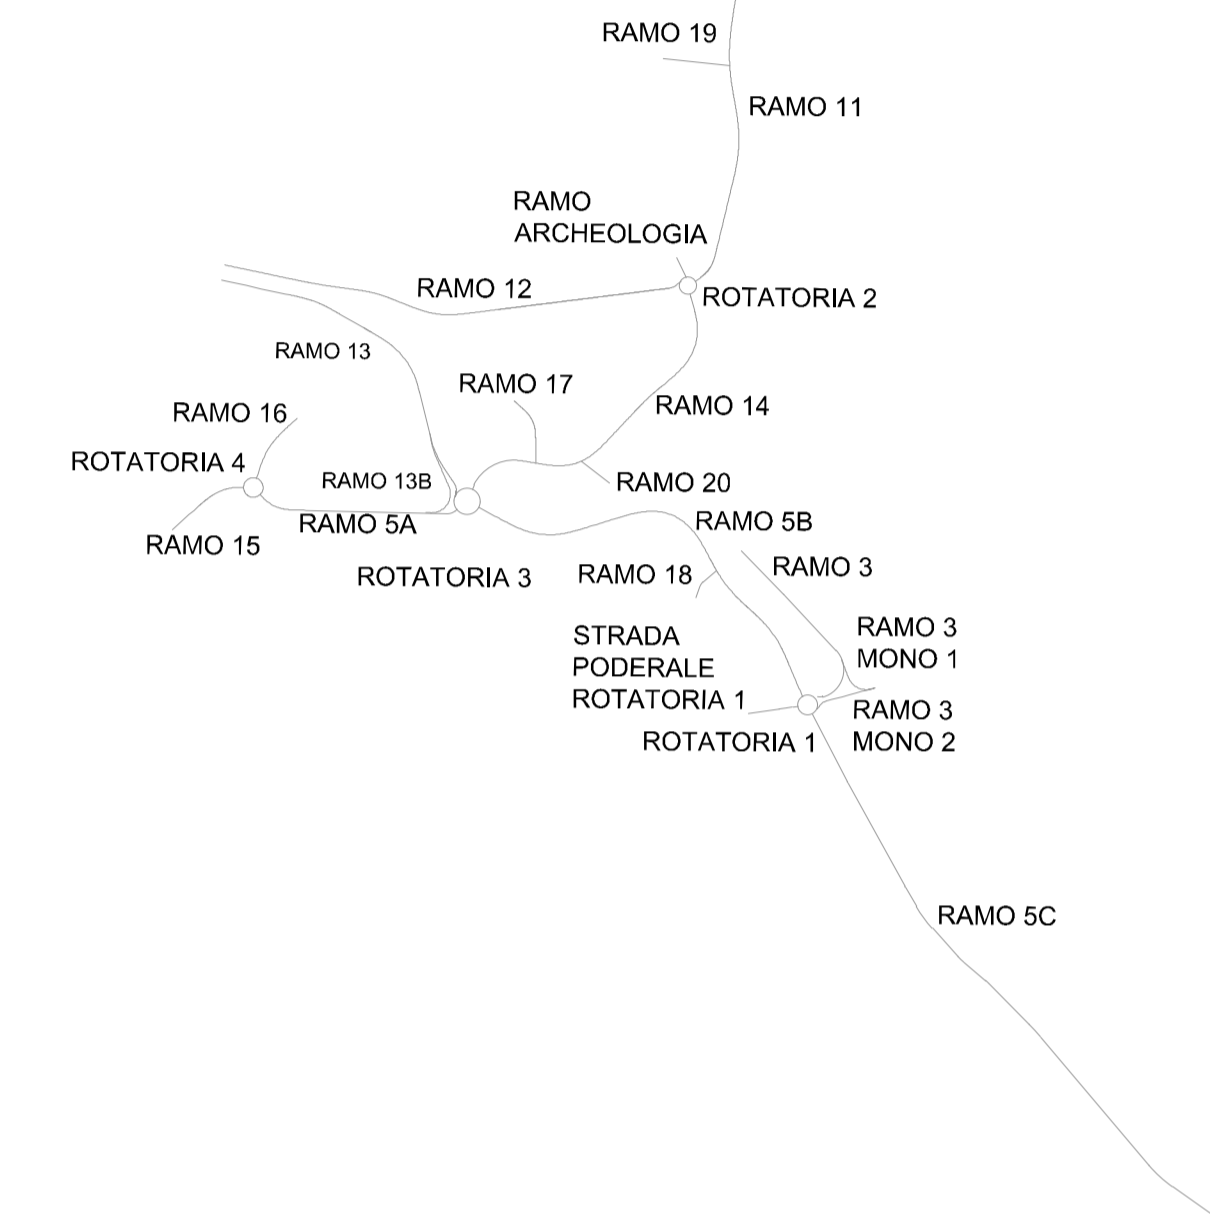 RAMO 19
RAMO 11
RAMO
ARCHEOLOGIA
RAMO 12
ROTATORIA 2
RAMO 13
RAMO 17
RAMO 14
RAMO 16
ROTATORIA 4
RAMO 13B
RAMO 20
RAMO 5A
RAMO 5B
RAMO 15
ROTATORIA 3
RAMO 18
RAMO 3
STRADA
PODERALE
ROTATORIA 1
RAMO 3
MONO 1
RAMO 3
MONO 2
ROTATORIA 1
RAMO 5C